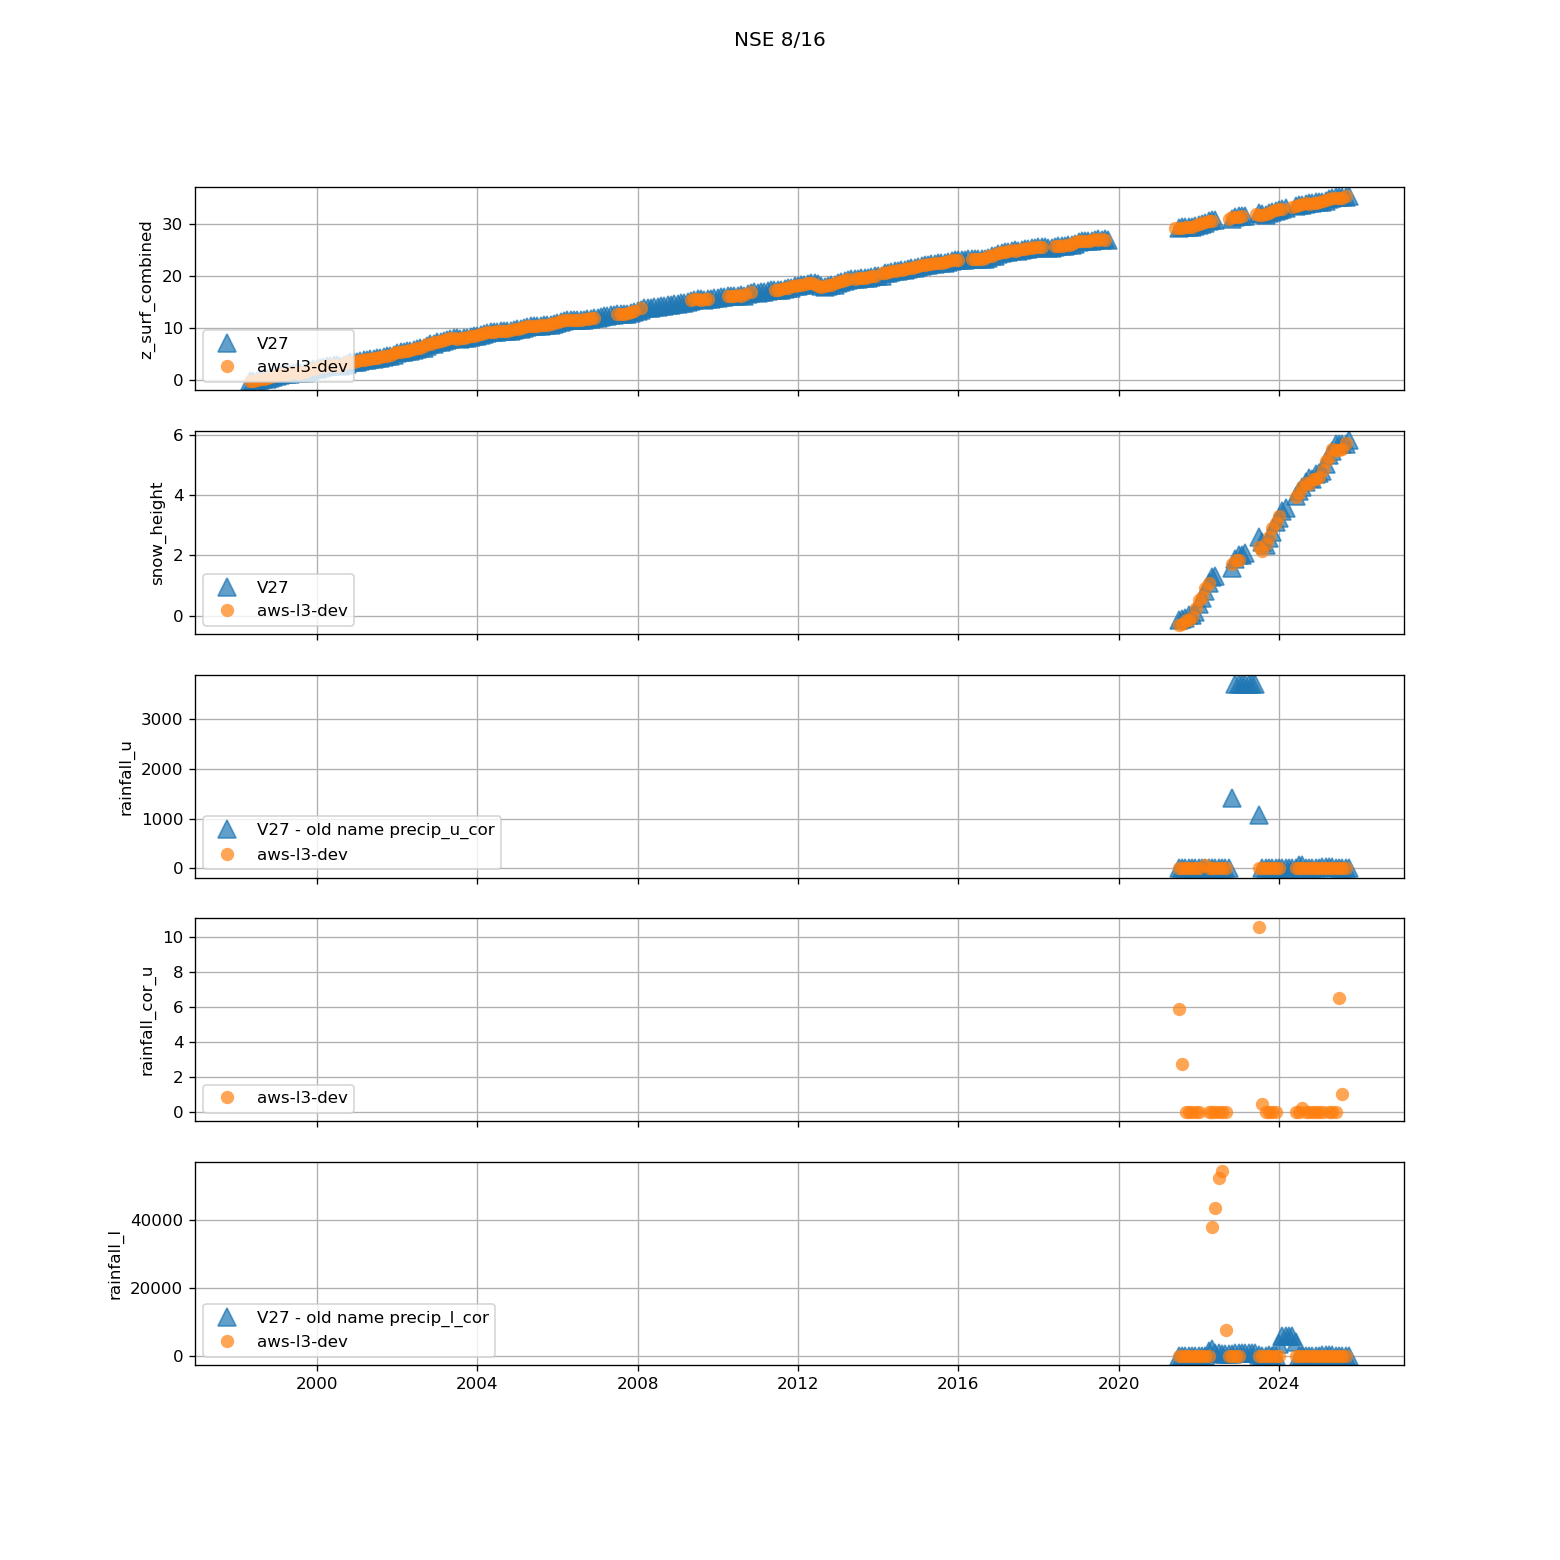 NSE 8/16
z_surf_combined
30
20
10
0
V27
aws-l3-dev
snow_height
6
4
2
0
V27
aws-l3-dev
rainfall_u
3000
2000
1000
0
V27 - old name precip_u_cor
aws-l3-dev
rainfall_cor_u
10
8
6
4
2
0
aws-l3-dev
rainfall_l
40000
20000
0
V27 - old name precip_l_cor
aws-l3-dev
2000 2004 2008 2012 2016 2020 2024